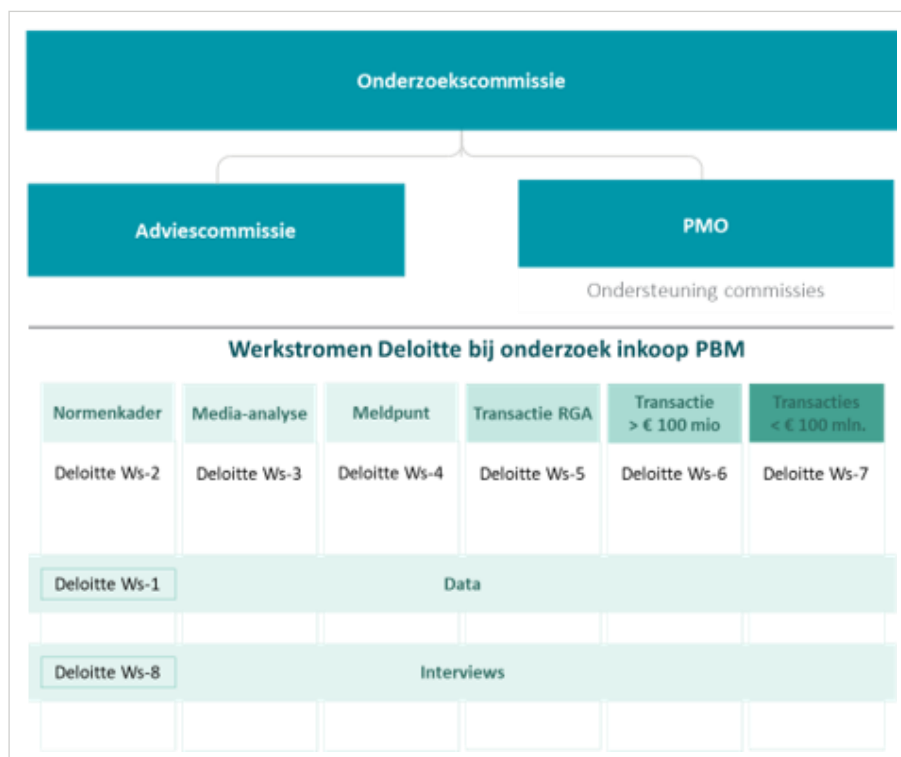 Onderzoekscommissie
Adviescommissie
PMO
Ondersteuning commissies
Werkstromen Deloitte bij onderzoek inkoop PBM
Normenkader
Media-analyse
Meldpunt
Transactie RGA
Transactie
> € 100 mio
Transacties
< € 100 mln.
Deloitte Ws-2
Deloitte Ws-3
Deloitte Ws-4
Deloitte Ws-5
Deloitte Ws-6
Deloitte Ws-7
Deloitte Ws-1
Data
Deloitte Ws-8
Interviews